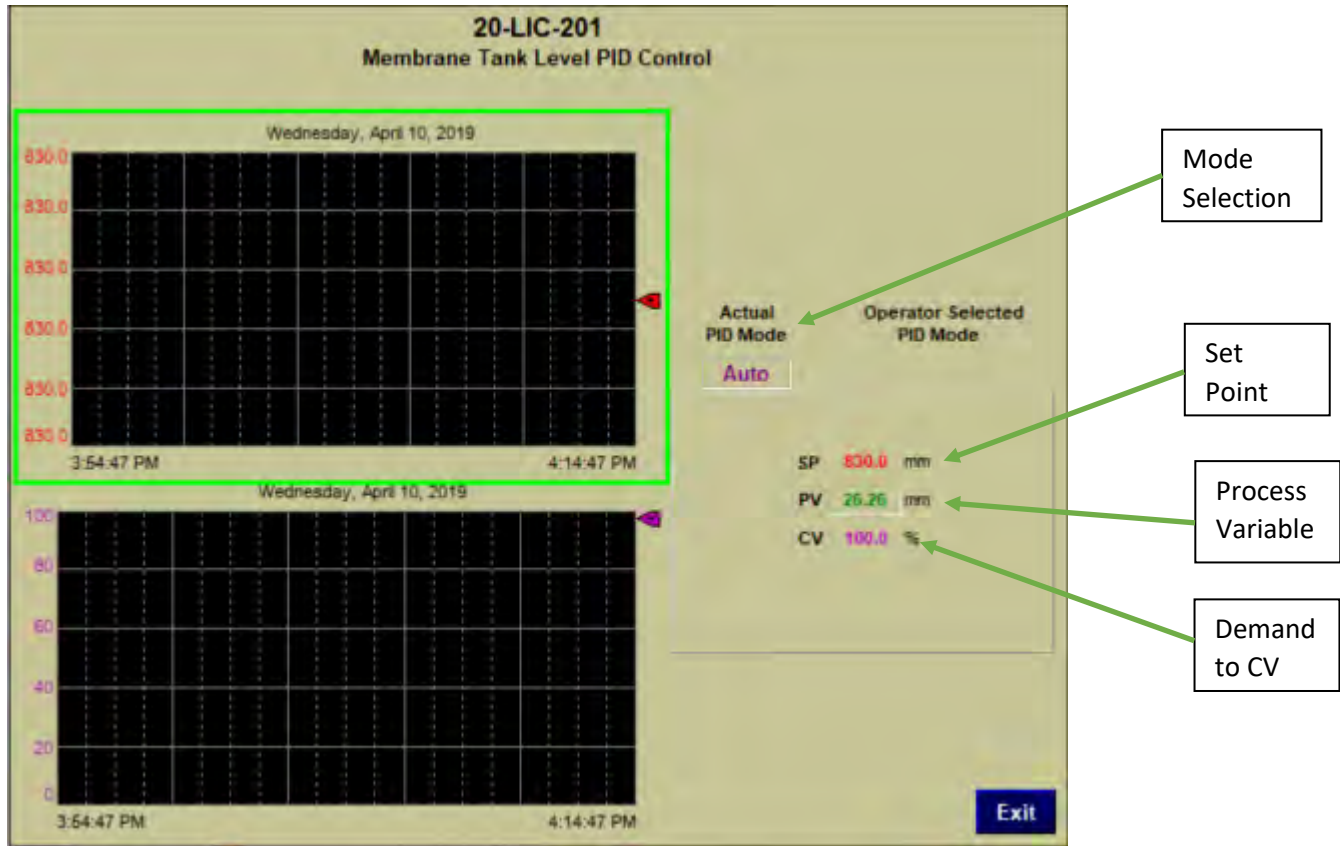 20-LIC-201
Membrane Tank Level PID Control
Wednesday, April 10, 2019
830.0
830.0
830.0
830.0
830.0
830.0
3:54:47 PM 4:14:47 PM
Wednesday, April 10, 2019
100
80
60
40
20
0
3:54:47 PM 4:14:47 PM
Actual
PID Mode
Auto
Operator Selected
PID Mode
SP 830.0 mm
PV 26.26 mm
CV 100.0 %
Exit
Mode
Selection
Set
Point
Process
Variable
Demand
to CV